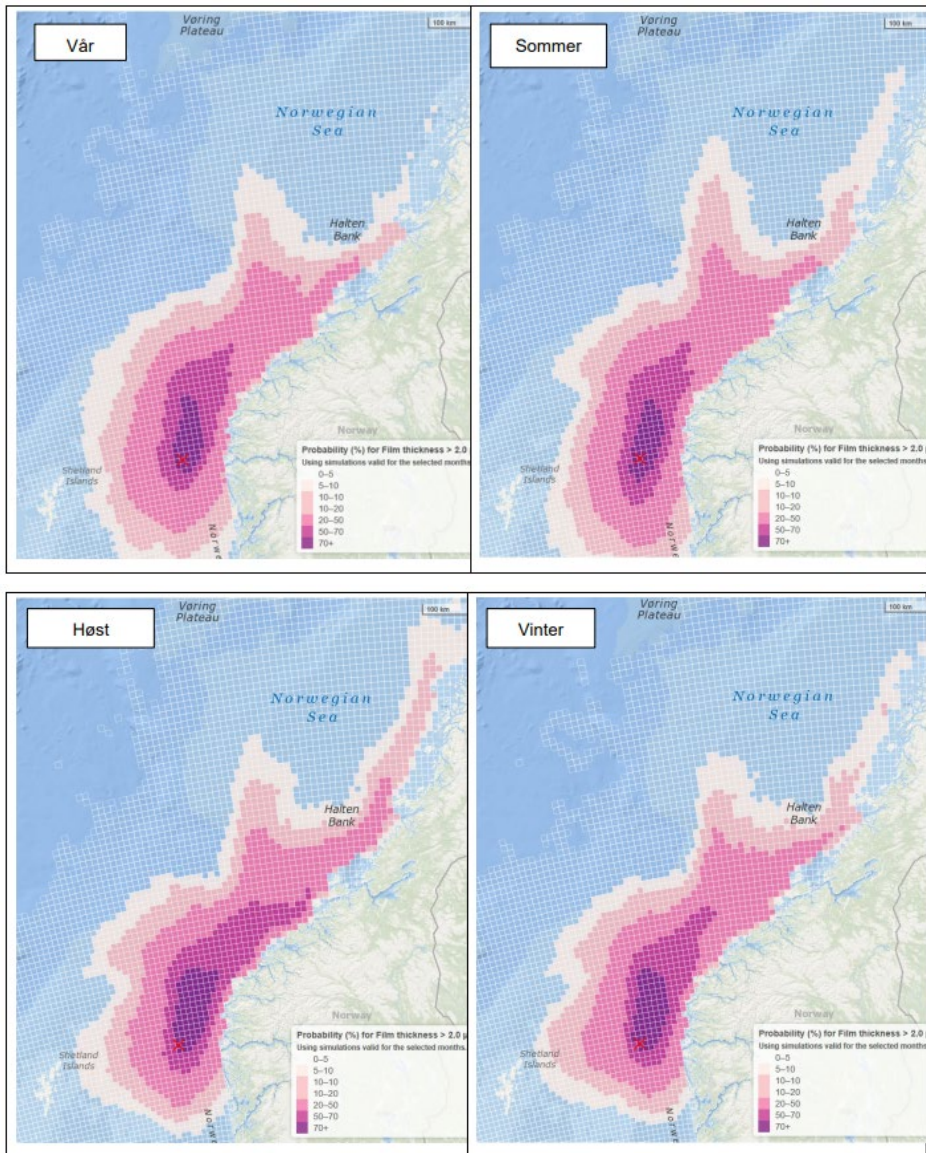 Vøring
Plateau
100 km
Vår
Norwegian
Sea
Halten
Bank
Norway
Shetland
Islands
Norwe
Probability (%) for Film thickness > 2.0
Using simulations valid for the selected months
0–5
5–10
10–10
10–20
20–50
50–70
70+
Vøring
Plateau
100 km
Sommer
Norwegian
Sea
Halten
Bank
Norway
Shetland
Islands
Norwe
Probability (%) for Film thickness > 2.0 µ
Using simulations valid for the selected months
0–5
5–10
10–10
10–20
20–50
50–70
70+
Vøring
Plateau
100 km
Høst
Norwegian
Sea
Halten
Bank
Norway
Shetland
Islands
Norwe
Probability (%) for Film thickness > 2.0 µ
Using simulations valid for the selected months.
0–5
5–10
10–10
10–20
20–50
50–70
70+
Vøring
Plateau
100 km
Vinter
Norwegian
Sea
Halten
Bank
Norway
Shetland
Islands
Norwe
Probability (%) for Film thickness > 2.0 µ
Using simulations valid for the selected months.
0–5
5–10
10–10
10–20
20–50
50–70
70+